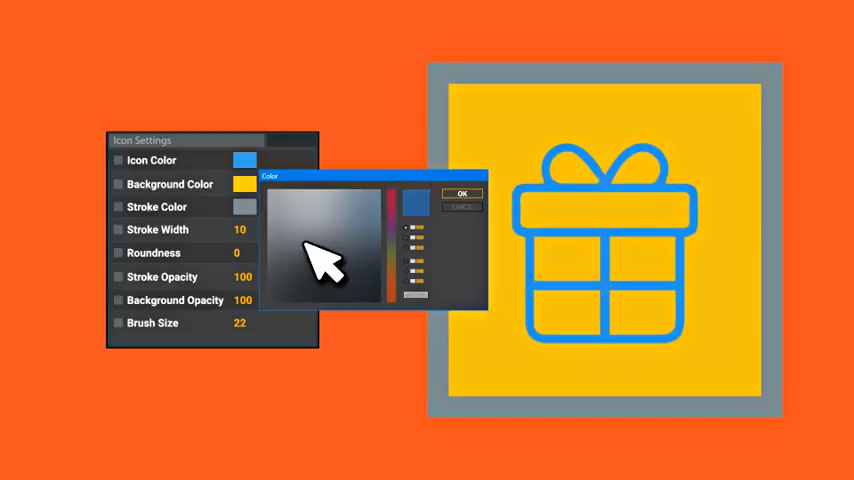 Icon Settings
Icon Color
Background Color
Stroke Color
Stroke Width 10
Roundness 0
Stroke Opacity 100
Background Opacity 100
Brush Size 22
Color
OK
CANCEL